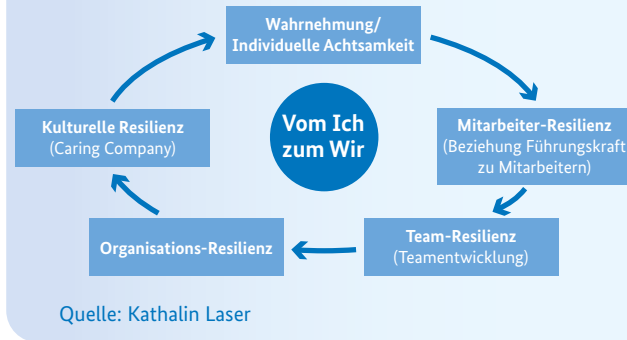 Wahrnehmung/
Individuelle Achtsamkeit
Vom Ich
zum Wir
Kulturelle Resilienz
(Caring Company)
Mitarbeiter-Resilienz
(Beziehung Führungskraft
zu Mitarbeitern)
Organisations-Resilienz
Team-Resilienz
(Teamentwicklung)
Quelle: Kathalin Laser